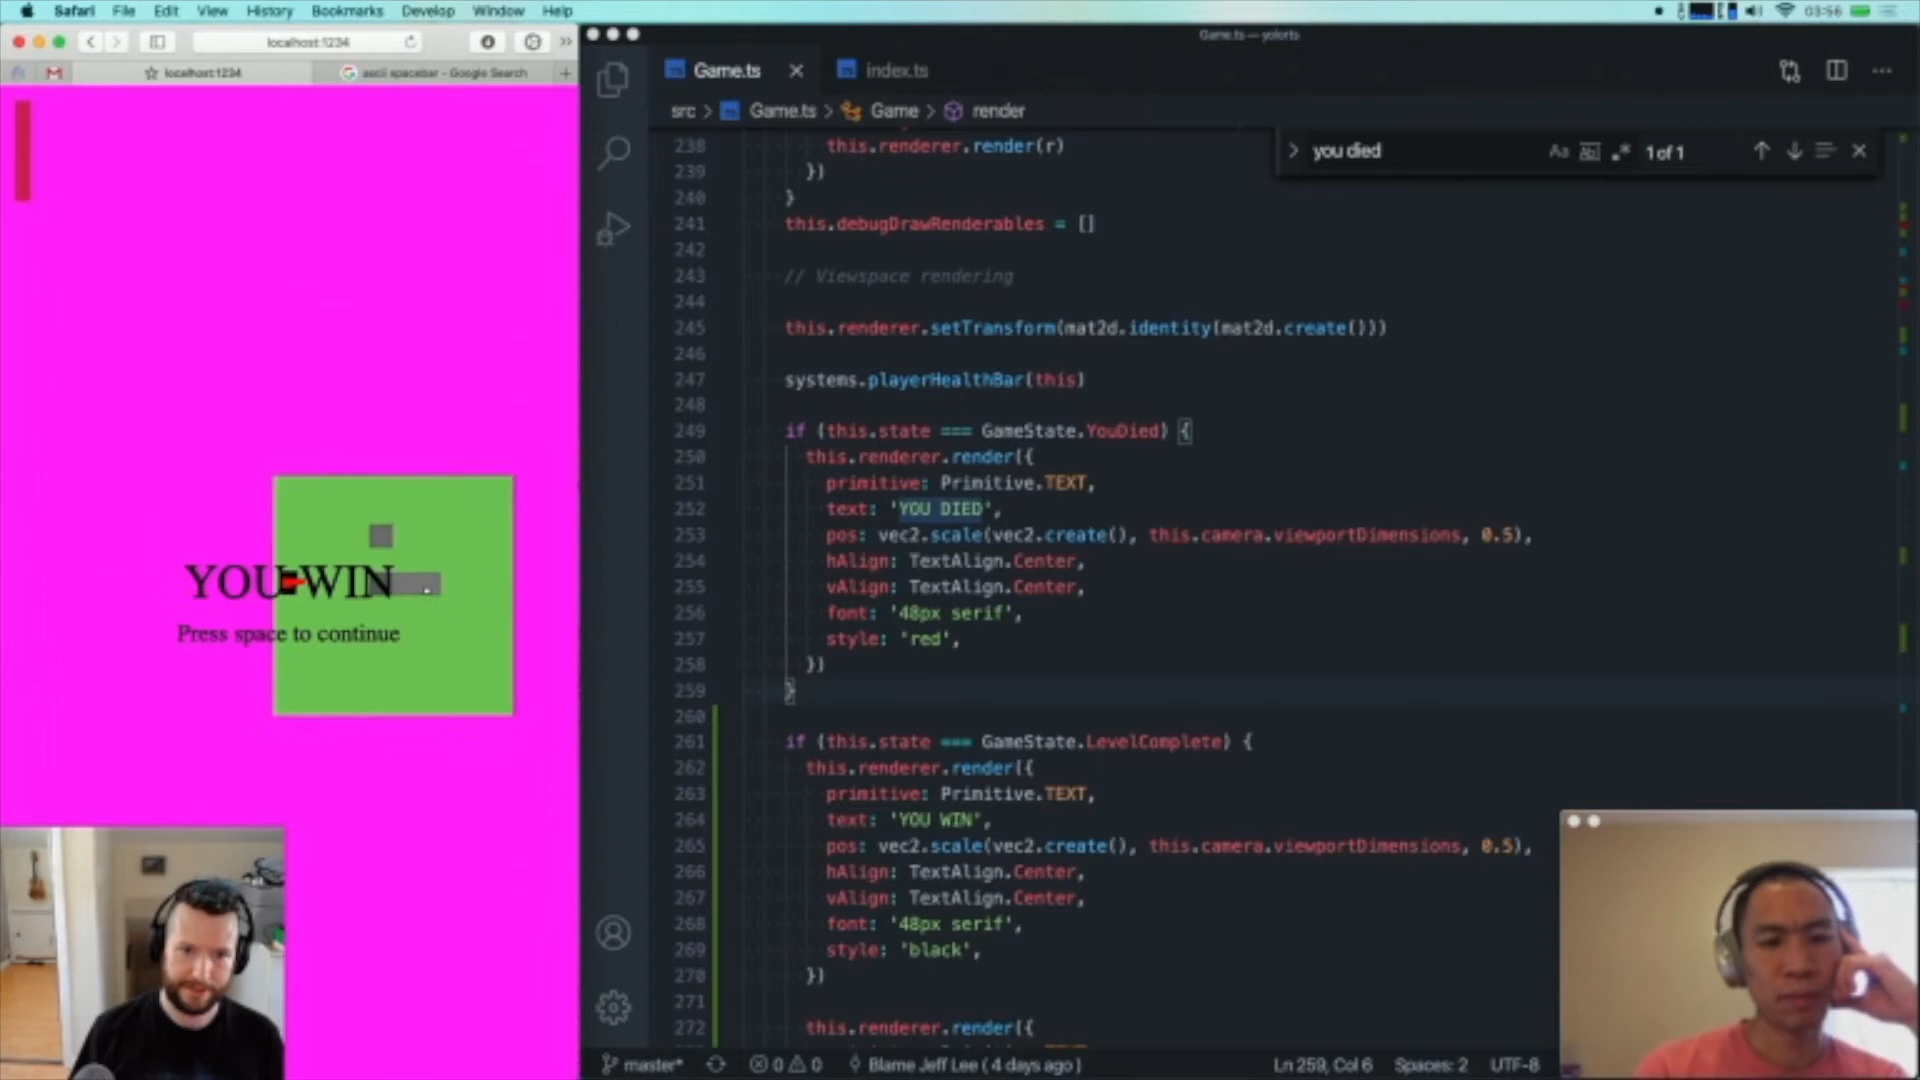 Safari File Edit View History Bookmarks Develop Window Help
03:56
localhost:1234
localhost:1234
ascii spacebar - Google Search
YOU WIN
Press space to continue
Game.ts — yolorts
Game.ts
index.ts
src > Game.ts > Game > render
you died
Aa
1 of 1
238 this.renderer.render(r)
239 })
240 }
241 this.debugDrawRenderables = []
242
243 // Viewspace rendering
244
245 this.renderer.setTransform(mat2d.identity(mat2d.create()))
246
247 systems.playerHealthBar(this)
248
249 if (this.state === GameState.YouDied) {
250 this.renderer.render({
251 primitive: Primitive.TEXT,
252 text: 'YOU DIED',
253 pos: vec2.scale(vec2.create(), this.camera.viewportDimensions, 0.5),
254 hAlign: TextAlign.Center,
255 vAlign: TextAlign.Center,
256 font: '48px serif',
257 style: 'red',
258 })
259 }
260
261 if (this.state === GameState.LevelComplete) {
262 this.renderer.render({
263 primitive: Primitive.TEXT,
264 text: 'YOU WIN',
265 pos: vec2.scale(vec2.create(), this.camera.viewportDimensions, 0.5),
266 hAlign: TextAlign.Center,
267 vAlign: TextAlign.Center,
268 font: '48px serif',
269 style: 'black',
270 })
271
272 this.renderer.render({
master* 0 0 Blame Jeff Lee ( 4 days ago ) Ln 259, Col 6 Spaces: 2 UTF-8